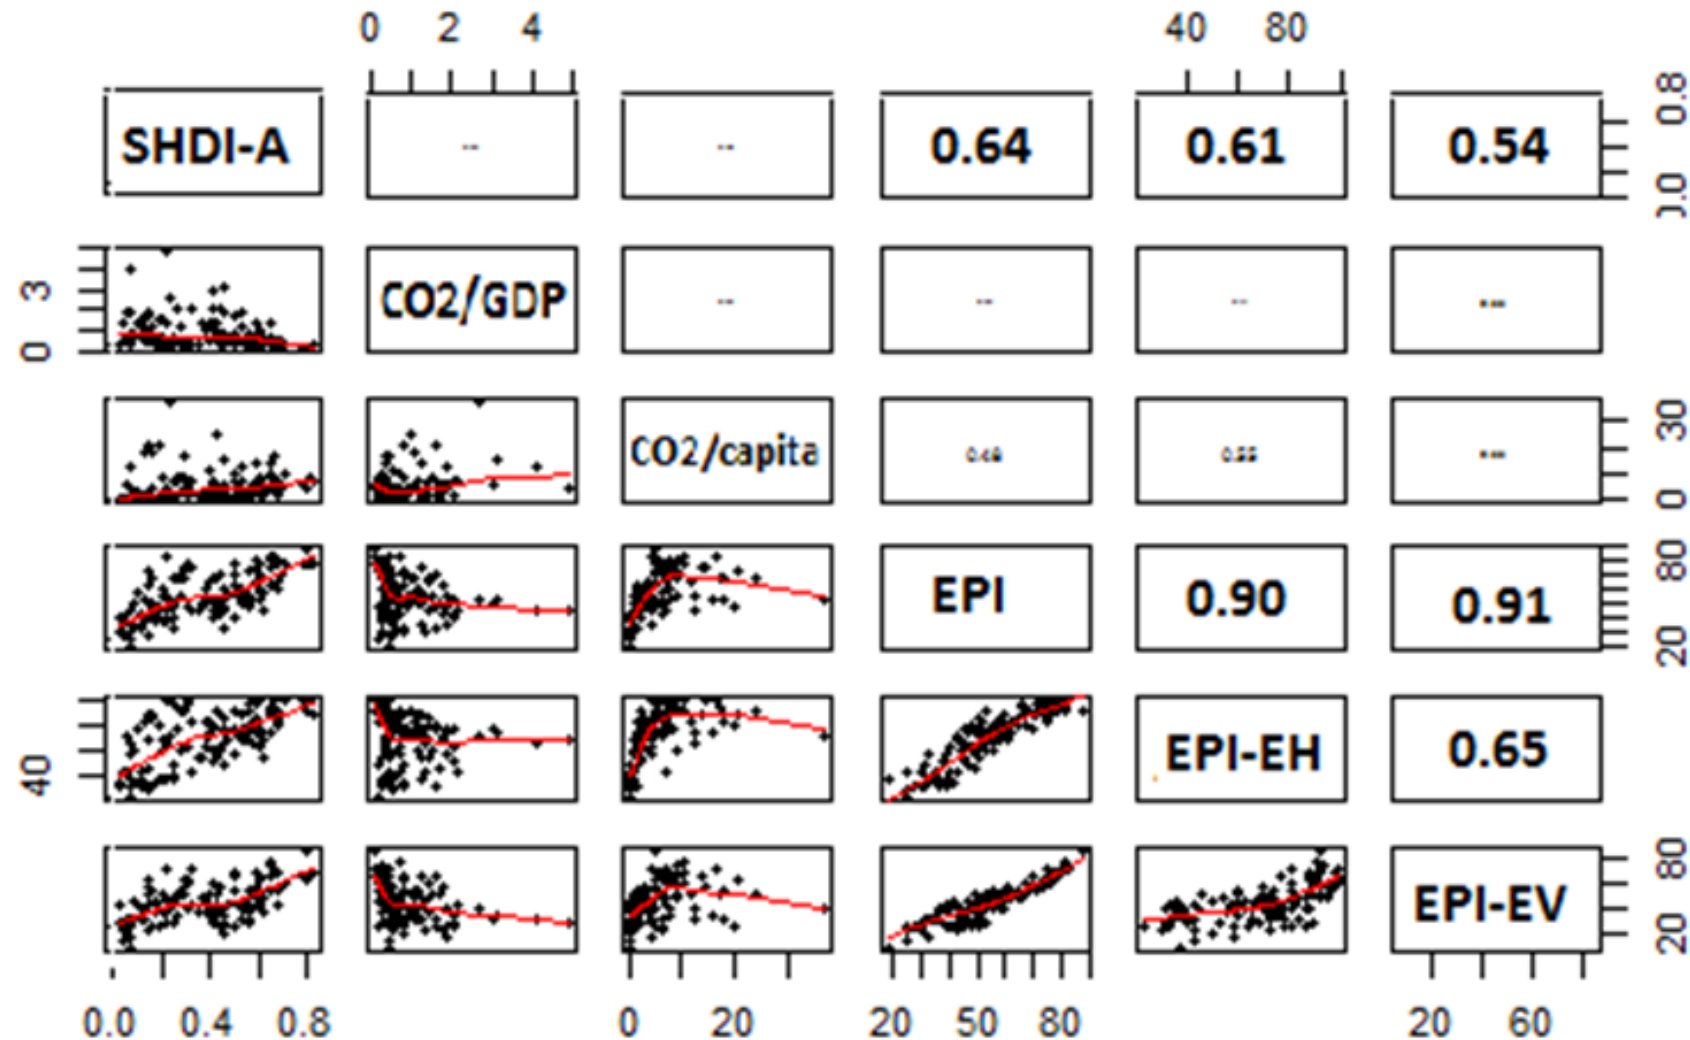 0 2 4 40 80
SHDI-A -- -- 0.64 0.61 0.54 0.0 0.8
0 3 CO2/GDP -- -- --
CO2/capita 0 30
EPI 0.90 0.91 20 80
40 EPI-EH 0.65
EPI-EV 20 80
0.0 0.4 0.8 0 20 20 50 80 20 60